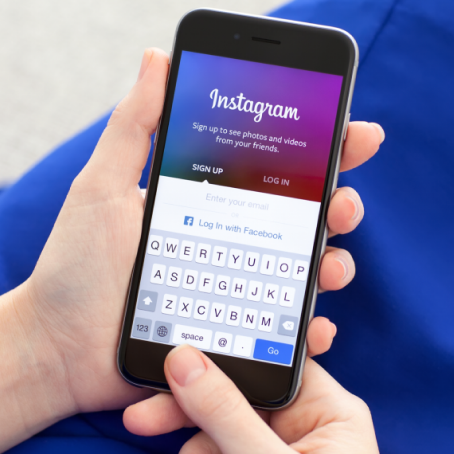 Instagram
Sign up to see photos and videos
from your friends.
SIGN UP LOG IN
Enter your email
OR
f Log In with Facebook
Q W E R T Y U I O P
A S D F G H J K L
Z X C V B N M
123 space @ . Go